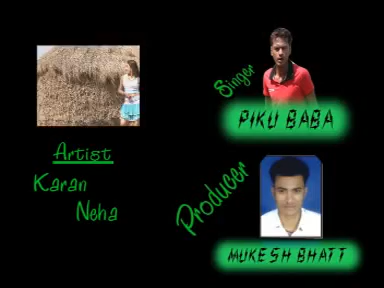 Singer
PIKU BABA
Artist
Karan
Neha
Producer
MUKESH BHATT